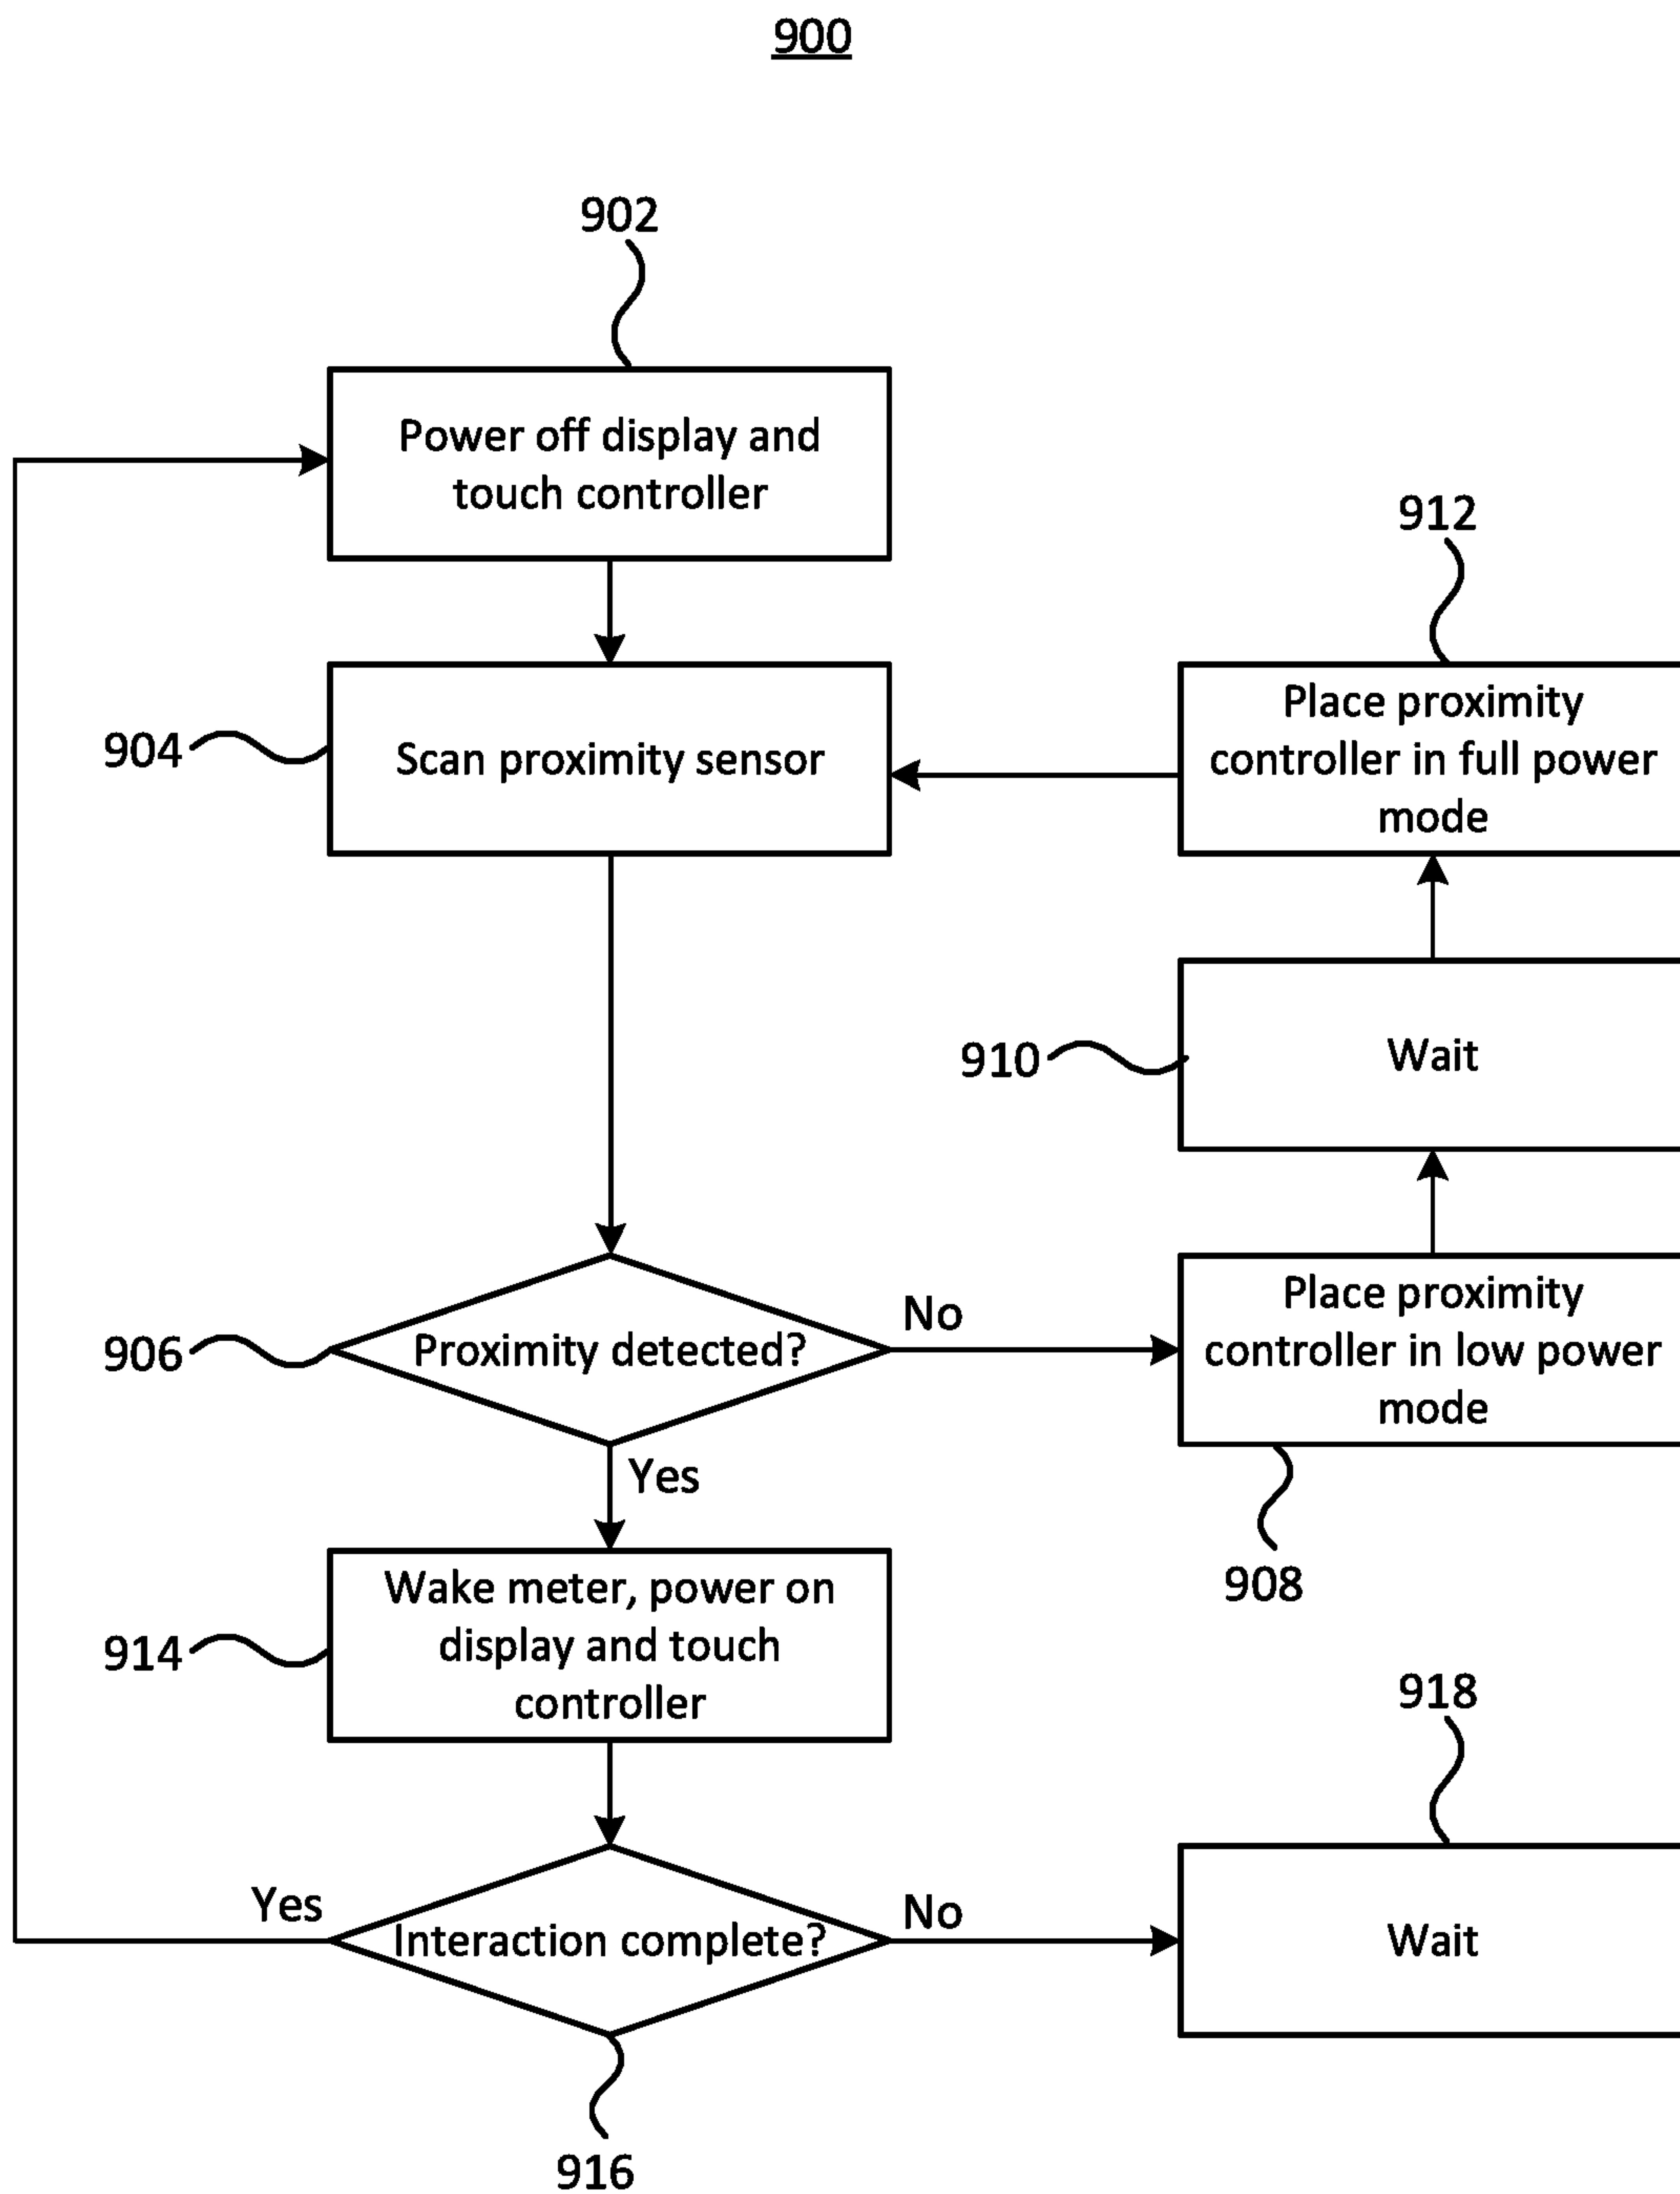 900
902
Power off display and
touch controller
912
904
Scan proximity sensor
Place proximity
controller in full power
mode
910
Wait
906
Proximity detected?
No
Place proximity
controller in low power
mode
Yes
908
914
Wake meter, power on
display and touch
controller
918
Yes
Interaction complete?
No
Wait
916